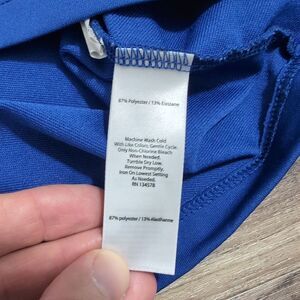 87% Polyester / 13% Elastane
Machine Wash Cold
With Like Colors, Gentle Cycle.
Only Non-Chlorine Bleach
When Needed.
Tumble Dry Low.
Remove Promptly.
Iron On Lowest Setting
As Needed.
RN 134578
87% polyester / 13% élasthanne